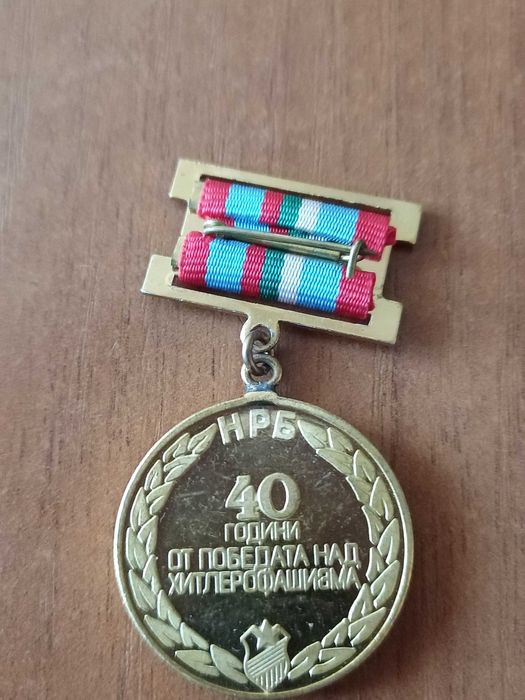 НРБ
40
ГОДИНИ
ОТ ПОБЕДАТА НАД
ХИТЛЕРОФАШИЗМА